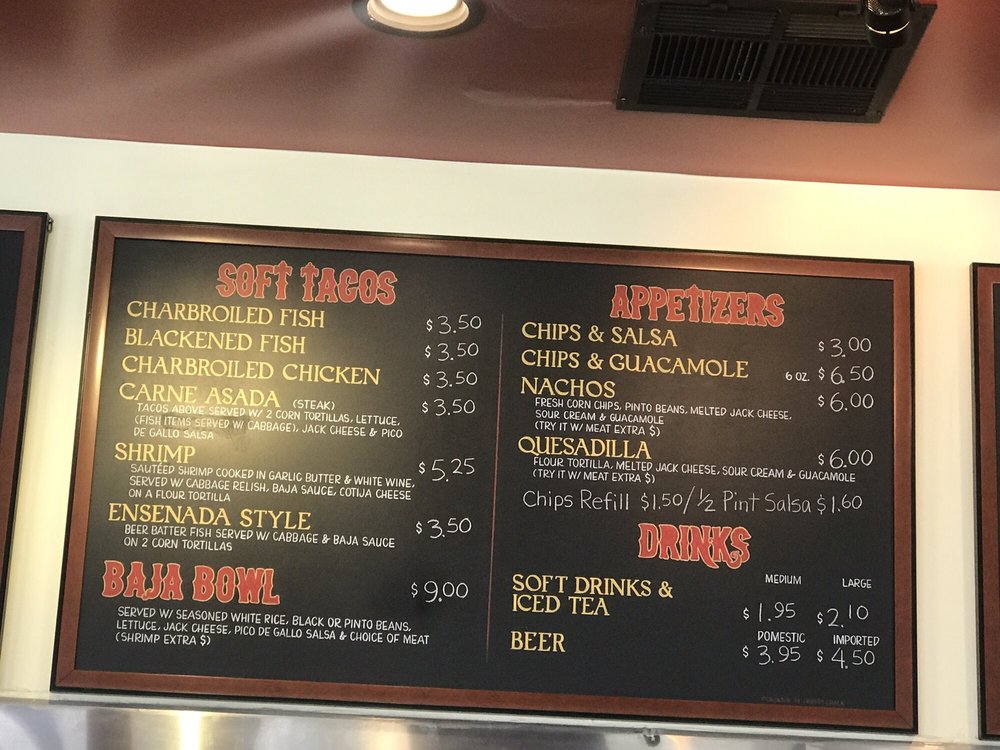 SOFT TACOS
CHARBROILED FISH $3.50
BLACKENED FISH $3.50
CHARBROILED CHICKEN $3.50
CARNE ASADA (STEAK) $3.50
TACOS ABOVE SERVED W/ 2 CORN TORTILLAS, LETTUCE,
(FISH ITEMS SERVED W/ CABBAGE), JACK CHEESE & PICO
DE GALLO SALSA
SHRIMP $5.25
SAUTÉED SHRIMP COOKED IN GARLIC BUTTER & WHITE WINE,
SERVED W/ CABBAGE RELISH, BAJA SAUCE, COTIJA CHEESE
ON A FLOUR TORTILLA
ENSENADA STYLE $3.50
BEER BATTER FISH SERVED W/ CABBAGE & BAJA SAUCE
ON 2 CORN TORTILLAS
BAJA BOWL $9.00
SERVED W/ SEASONED WHITE RICE, BLACK OR PINTO BEANS,
LETTUCE, JACK CHEESE, PICO DE GALLO SALSA & CHOICE OF MEAT
(SHRIMP EXTRA $)
APPETIZERS
CHIPS & SALSA $3.00
CHIPS & GUACAMOLE 6 OZ. $6.50
NACHOS $6.00
FRESH CORN CHIPS, PINTO BEANS, MELTED JACK CHEESE,
SOUR CREAM & GUACAMOLE
(TRY IT W/ MEAT EXTRA $)
QUESADILLA $6.00
FLOUR TORTILLA, MELTED JACK CHEESE, SOUR CREAM & GUACAMOLE
(TRY IT W/ MEAT EXTRA $)
Chips Refill $1.50/ ½ Pint Salsa $1.60
DRINKS
MEDIUM LARGE
SOFT DRINKS &
ICED TEA $1.95 $2.10
DOMESTIC IMPORTED
BEER $3.95 $4.50